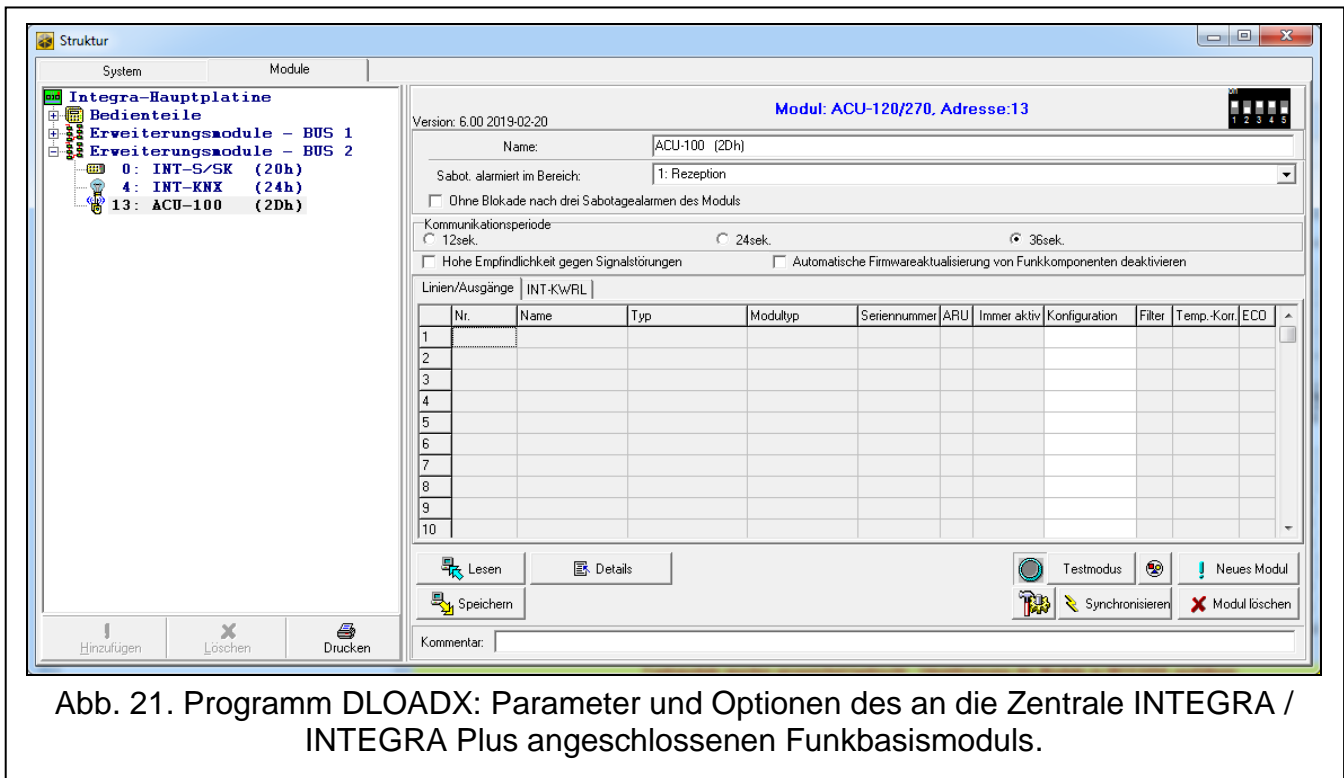 Struktur
System Module
Integra-Hauptplatine
Bedienteile
Erweiterungsmodule - BUS 1
Erweiterungsmodule - BUS 2
0: INT-S/SK (20h)
4: INT-KNX (24h)
13: ACU-100 (2Dh)
Hinzufügen Löschen Drucken
Version: 6.00 2019-02-20
Modul: ACU-120/270, Adresse:13
1 2 3 4 5
Name: ACU-100 (2Dh)
Sabot. alarmiert im Bereich: 1: Rezeption
Ohne Blokade nach drei Sabotagealarmen des Moduls
Kommunikationsperiode
12sek. 24sek. 36sek.
Hohe Empfindlichkeit gegen Signalstörungen Automatische Firmwareaktualisierung von Funkkomponenten deaktivieren
Linien/Ausgänge INT-KWRL
Nr. Name Typ Modultyp Seriennummer ARU Immer aktiv Konfiguration Filter Temp.-Korr. ECO
1
2
3
4
5
6
7
8
9
10
Lesen Details Testmodus Neues Modul
Speichern Synchronisieren Modul löschen
Kommentar:
Abb. 21. Programm DLOADX: Parameter und Optionen des an die Zentrale INTEGRA /
INTEGRA Plus angeschlossenen Funkbasismoduls.